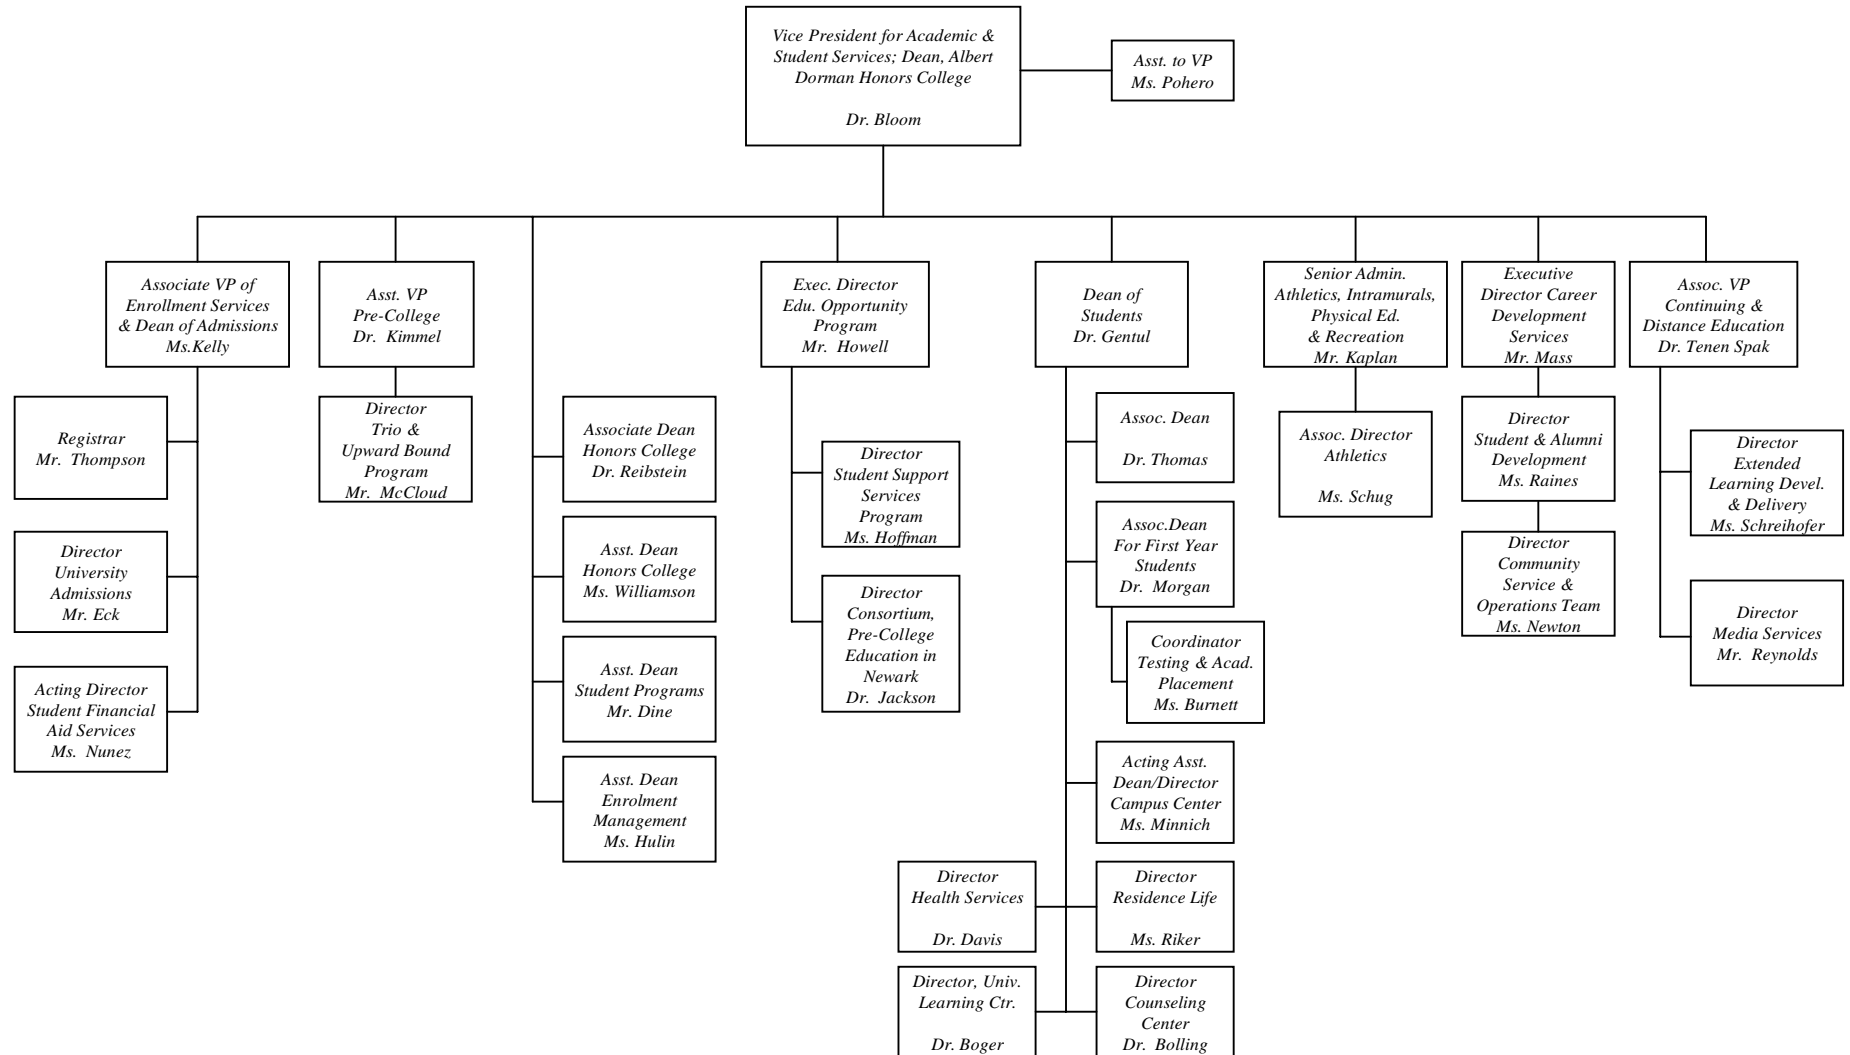 Vice President for Academic &
Student Services; Dean, Albert
Dorman Honors College
Dr. Bloom
Asst. to VP
Ms. Pohero
Associate VP of
Enrollment Services
& Dean of Admissions
Ms.Kelly
Asst. VP
Pre-College
Dr. Kimmel
Exec. Director
Edu. Opportunity
Program
Mr. Howell
Dean of
Students
Dr. Gentul
Senior Admin.
Athletics, Intramurals,
Physical Ed.
& Recreation
Mr. Kaplan
Executive
Director Career
Development
Services
Mr. Mass
Assoc. VP
Continuing &
Distance Education
Dr. Tenen Spak
Registrar
Mr. Thompson
Director
University
Admissions
Mr. Eck
Acting Director
Student Financial
Aid Services
Ms. Nunez
Director
Trio &
Upward Bound
Program
Mr. McCloud
Associate Dean
Honors College
Dr. Reibstein
Asst. Dean
Honors College
Ms. Williamson
Asst. Dean
Student Programs
Mr. Dine
Asst. Dean
Enrolment
Management
Ms. Hulin
Director
Student Support
Services
Program
Ms. Hoffman
Director
Consortium,
Pre-College
Education in
Newark
Dr. Jackson
Assoc. Dean
Dr. Thomas
Assoc.Dean
For First Year
Students
Dr. Morgan
Coordinator
Testing & Acad.
Placement
Ms. Burnett
Acting Asst.
Dean/Director
Campus Center
Ms. Minnich
Director
Health Services
Dr. Davis
Director
Residence Life
Ms. Riker
Director, Univ.
Learning Ctr.
Dr. Boger
Director
Counseling
Center
Dr. Bolling
Assoc. Director
Athletics
Ms. Schug
Director
Student & Alumni
Development
Ms. Raines
Director
Community
Service &
Operations Team
Ms. Newton
Director
Extended
Learning Devel.
& Delivery
Ms. Schreihofer
Director
Media Services
Mr. Reynolds